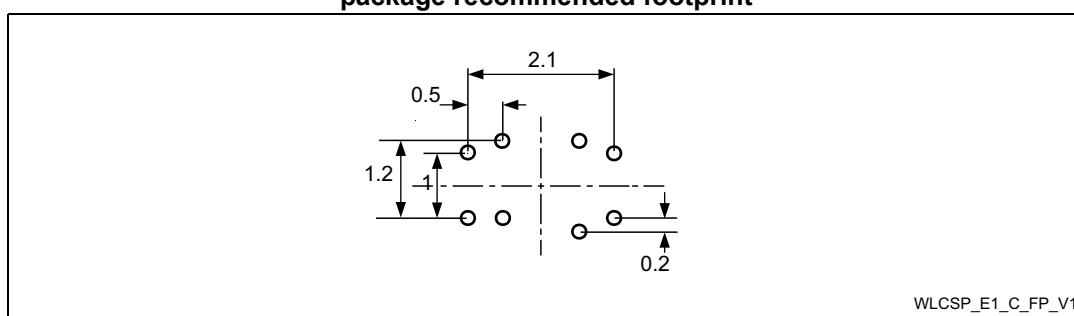 package recommended footprint
2.1
0.5
1.2
1
0.2
WLCSP_E1_C_FP_V1